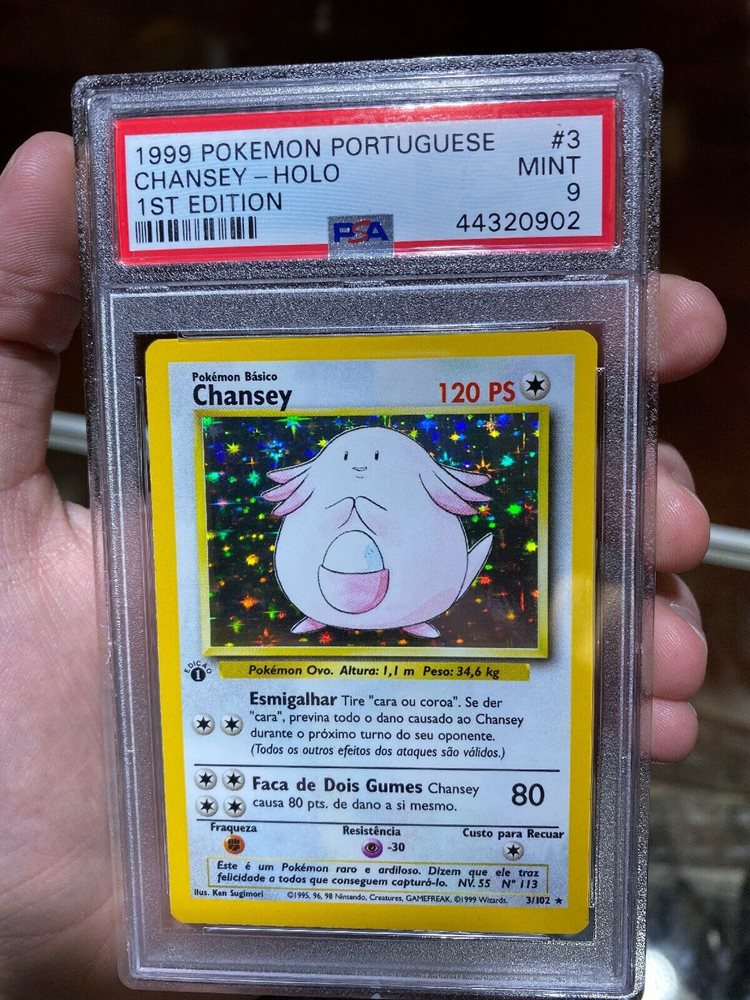 1999 POKEMON PORTUGUESE #3
CHANSEY – HOLO MINT
1ST EDITION 9
PSA 44320902
Pokémon Básico
Chansey 120 PS
EDIÇÃO
1
Pokémon Ovo. Altura: 1,1 m Peso: 34,6 kg
Esmigalhar Tire "cara ou coroa". Se der
"cara", previna todo o dano causado ao Chansey
durante o próximo turno do seu oponente.
(Todos os outros efeitos dos ataques são válidos.)
Faca de Dois Gumes Chansey 80
causa 80 pts. de dano a si mesmo.
Fraqueza Resistência Custo para Recuar
-30
Este é um Pokémon raro e ardiloso. Dizem que ele traz
felicidade a todos que conseguem capturá-lo. NV. 55 Nº 113
Ilus. Ken Sugimori ©1995, 96, 98 Nintendo, Creatures, GAMEFREAK. ©1999 Wizards. 3/102 ★